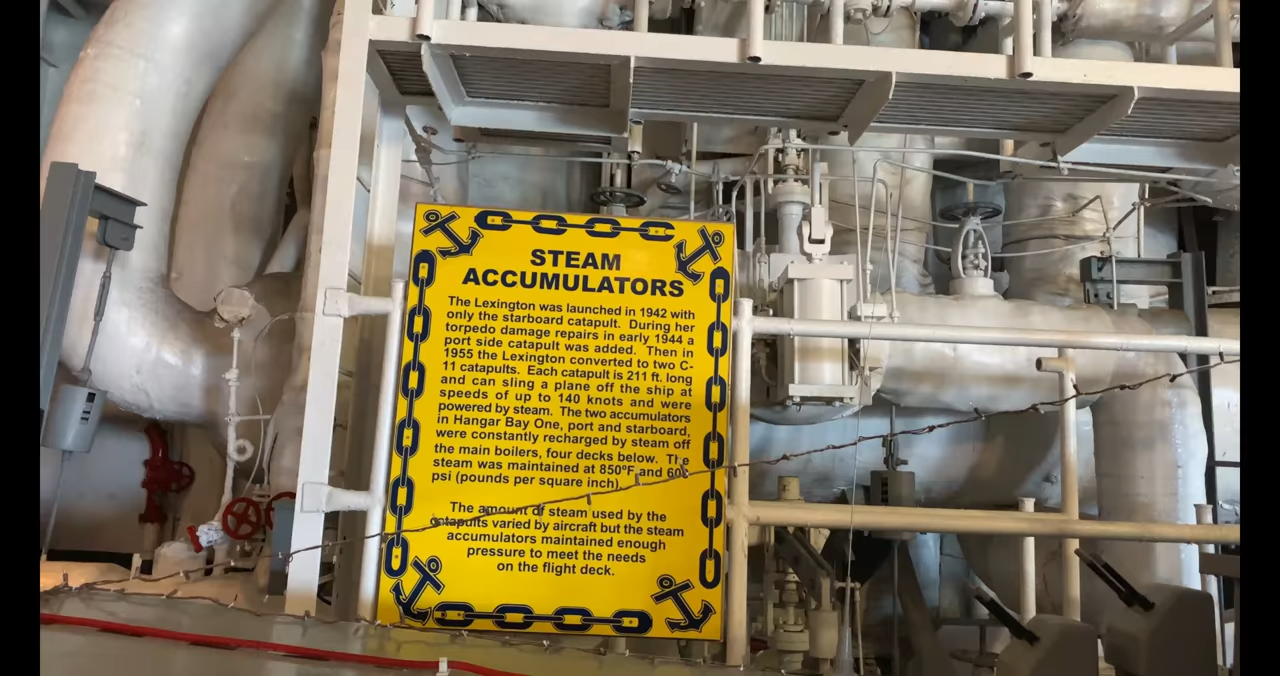 STEAM
ACCUMULATORS
The Lexington was launched in 1942 with
only the starboard catapult. During her
torpedo damage repairs in early 1944 a
port side catapult was added. Then in
1955 the Lexington converted to two C-
11 catapults. Each catapult is 211 ft. long
and can sling a plane off the ship at
speeds of up to 140 knots and were
powered by steam. The two accumulators
in Hangar Bay One, port and starboard,
were constantly recharged by steam off
the main boilers, four decks below. The
steam was maintained at 850ºF and 600
psi (pounds per square inch).
The amount of steam used by the
catapults varied by aircraft but the steam
accumulators maintained enough
pressure to meet the needs
on the flight deck.